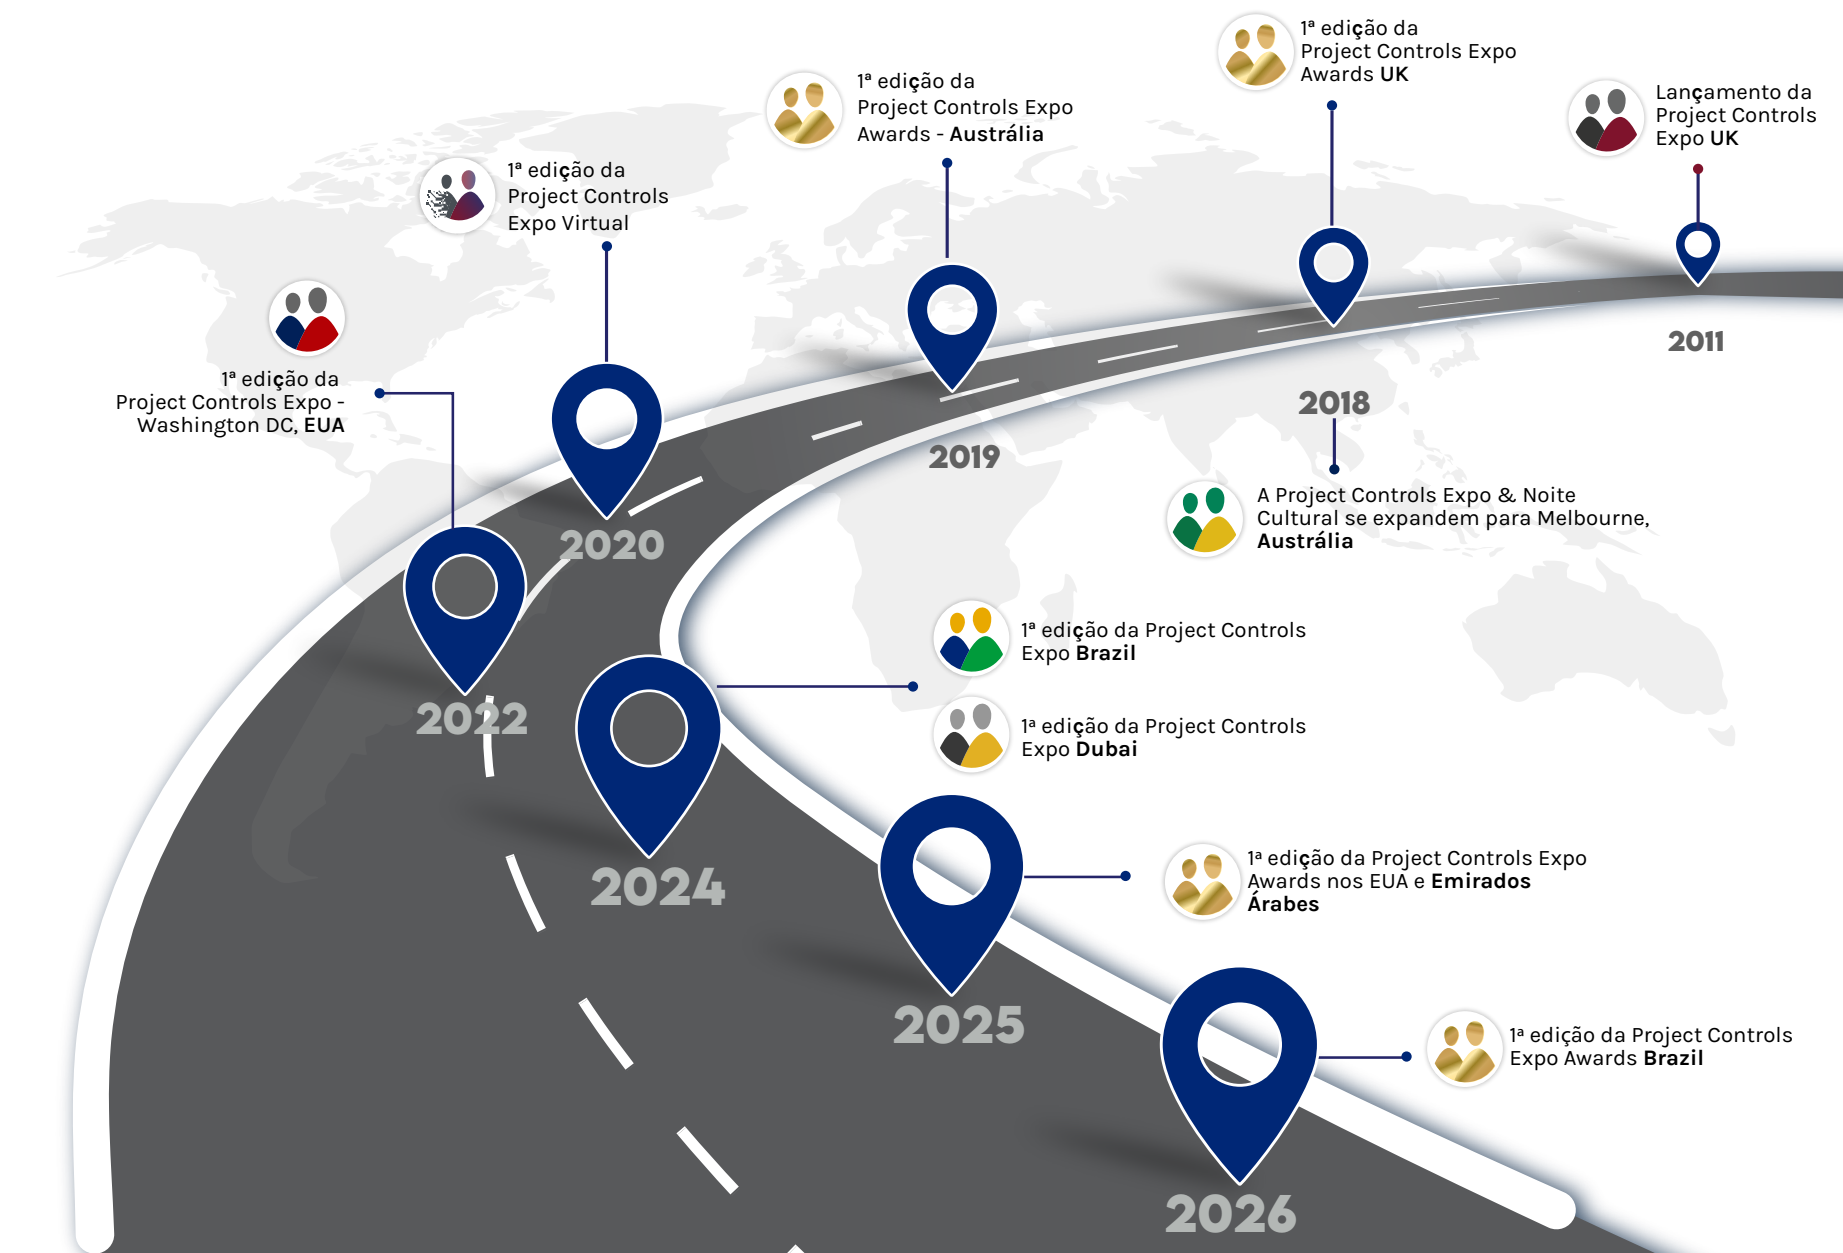 1ª edição da
Project Controls Expo
Awards UK
1ª edição da
Project Controls Expo
Awards - Austrália
Lançamento da
Project Controls
Expo UK
1ª edição da
Project Controls
Expo Virtual
2011
1ª edição da
Project Controls Expo -
Washington DC, EUA
2018
2019
A Project Controls Expo & Noite
Cultural se expandem para Melbourne,
Austrália
2020
1ª edição da Project Controls
Expo Brazil
2022
1ª edição da Project Controls
Expo Dubai
2024
1ª edição da Project Controls Expo
Awards nos EUA e Emirados
Árabes
2025
1ª edição da Project Controls
Expo Awards Brazil
2026